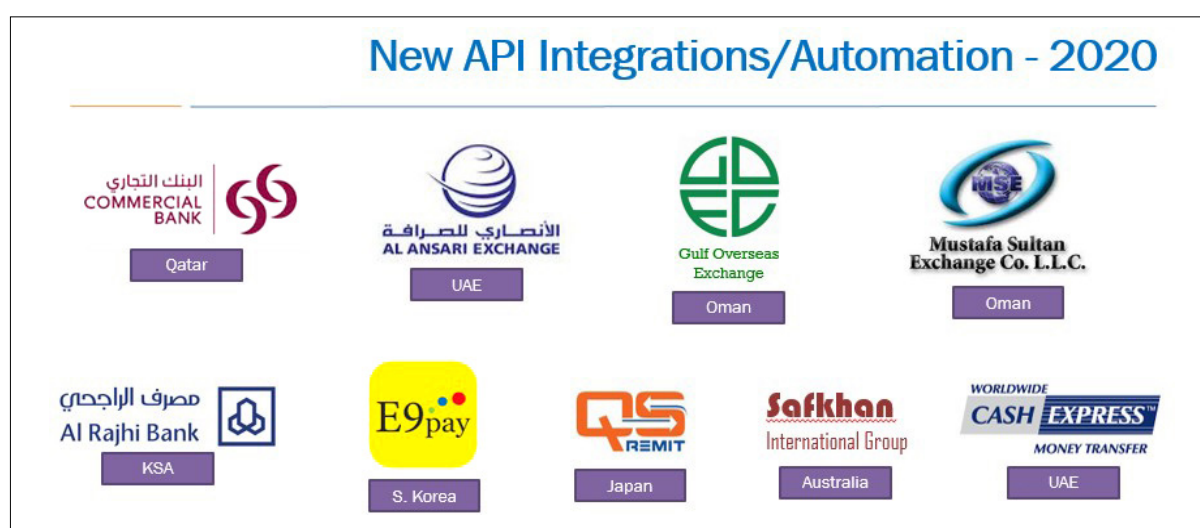 New API Integrations/Automation - 2020
البنك التجاري
COMMERCIAL
BANK
Qatar
الأنصاري للصرافة
AL ANSARI EXCHANGE
UAE
GOEC
Gulf Overseas
Exchange
Oman
MSE
Mustafa Sultan
Exchange Co. L.L.C.
Oman
مصرف الراجحي
Al Rajhi Bank
KSA
E9pay
S. Korea
QS
REMIT
Japan
Safkhan
International Group
Australia
WORLDWIDE
CASH EXPRESS™
MONEY TRANSFER
UAE